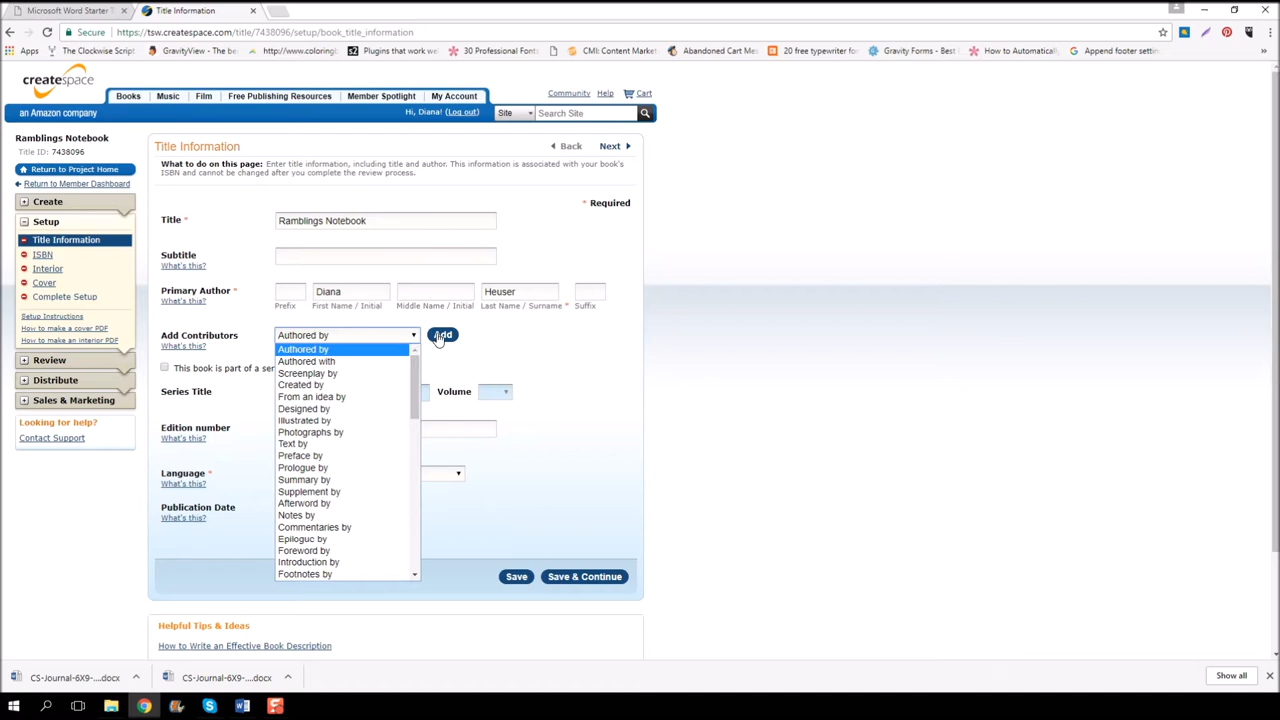 Microsoft Word Starter T
Title Information
Secure
https://tsw.createspace.com/title/7438096/setup/book_title_information
Apps
The Clockwise Script
GravityView - The be
http://www.coloringb
Plugins that work we
30 Professional Fonts
CMI: Content Market
Abandoned Cart Mes
20 free typewriter fo
Gravity Forms - Best
How to Automaticall
Append footer settin
createspace
an Amazon company
Community
Help
Cart
Books
Music
Film
Free Publishing Resources
Member Spotlight
My Account
Hi, Diana! (Log out)
Site
Search Site
Ramblings Notebook
Title ID: 7438096
Return to Project Home
Return to Member Dashboard
Create
Setup
Title Information
ISBN
Interior
Cover
Complete Setup
Setup Instructions
How to make a cover PDF
How to make an interior PDF
Review
Distribute
Sales & Marketing
Looking for help?
Contact Support
Title Information
Back
Next
What to do on this page: Enter title information, including title and author. This information is associated with your book's
ISBN and cannot be changed after you complete the review process.
* Required
Title *
Ramblings Notebook
Subtitle
What's this?
Primary Author *
What's this?
Diana
Heuser
Prefix
First Name / Initial
Middle Name / Initial
Last Name / Surname *
Suffix
Add Contributors
What's this?
Authored by
Add
Authored by
Authored with
Screenplay by
Created by
From an idea by
Designed by
Illustrated by
Photographs by
Text by
Preface by
Prologue by
Summary by
Supplement by
Afterword by
Notes by
Commentaries by
Epilogue by
Foreword by
Introduction by
Footnotes by
This book is part of a ser
Series Title
Volume
Edition number
What's this?
Language *
What's this?
Publication Date
What's this?
Save
Save & Continue
Helpful Tips & Ideas
How to Write an Effective Book Description
CS-Journal-6X9-....docx
CS-Journal-6X9-....docx
Show all